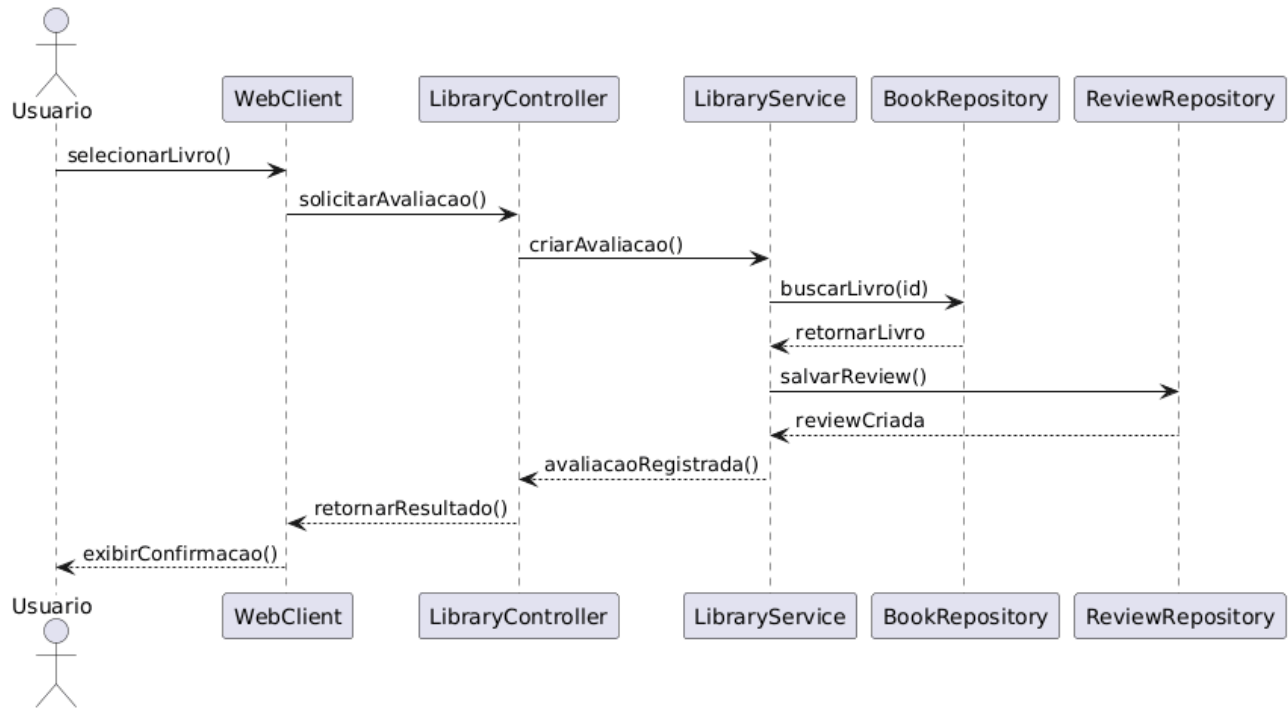 Usuario
WebClient
LibraryController
LibraryService
BookRepository
ReviewRepository
selecionarLivro()
solicitarAvaliacao()
criarAvaliacao()
buscarLivro(id)
retornarLivro
salvarReview()
reviewCriada
avaliacaoRegistrada()
retornarResultado()
exibirConfirmacao()
Usuario
WebClient
LibraryController
LibraryService
BookRepository
ReviewRepository